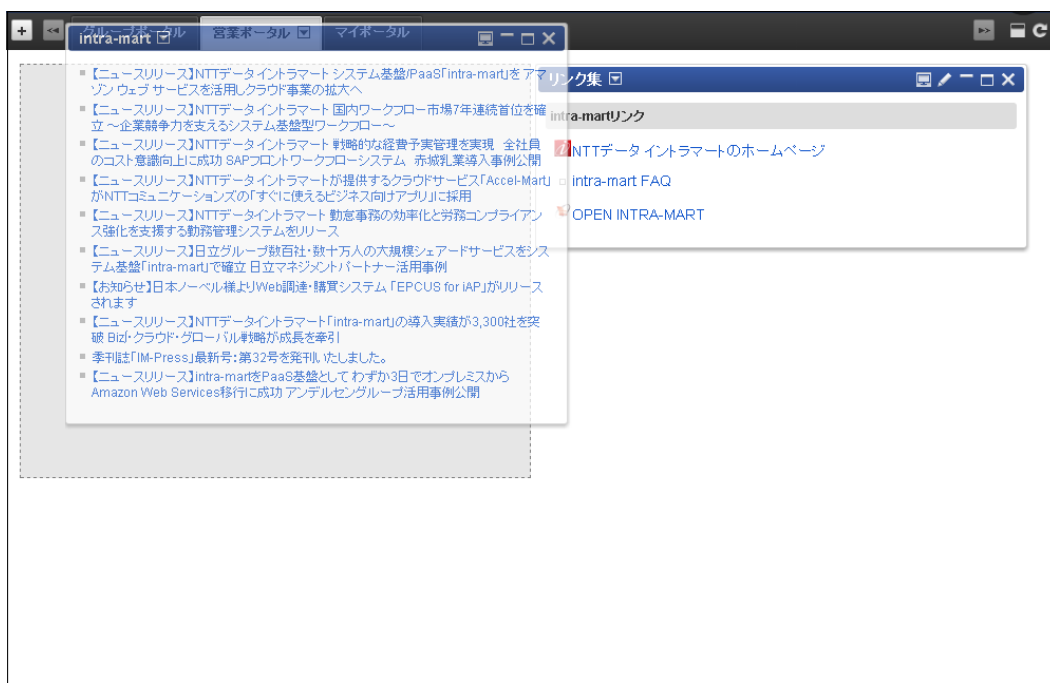 グループポータル 営業ポータル マイポータル
intra-mart
【ニュースリリース】NTTデータイントラマート システム基盤/PaaS「intra-mart」を アマ
ゾン ウェブ サービスを活用しクラウド事業の拡大へ
【ニュースリリース】NTTデータイントラマート 国内ワークフロー市場7年連続首位を確
立 ～企業競争力を支えるシステム基盤型ワークフロー～
【ニュースリリース】NTTデータイントラマート 戦略的な経費予実管理を実現 全社員
のコスト意識向上に成功 SAPフロントワークフローシステム 赤城乳業導入事例公開
【ニュースリリース】NTTデータイントラマートが提供するクラウドサービス「Accel-Mart」
がNTTコミュニケーションズの「すぐに使えるビジネス向けアプリ」に採用
【ニュースリリース】NTTデータイントラマート 勤怠事務の効率化と労務コンプライアン
ス強化を支援する勤務管理システムをリリース
【ニュースリリース】日立グループ数百社・数十万人の大規模シェアードサービスをシス
テム基盤「intra-mart」で確立 日立マネジメントパートナー活用事例
【お知らせ】日本ノーベル様よりWeb調達・購買システム 「EPCUS for iAP」がリリース
されます
【ニュースリリース】NTTデータイントラマート「intra-mart」の導入実績が3,300社を突
破 Biz∫・クラウド・グローバル戦略が成長を牽引
季刊誌「IM-Press」最新号：第32号を発刊いたしました。
【ニュースリリース】intra-martをPaaS基盤として わずか3日でオンプレミスから
Amazon Web Services移行に成功 アンデルセングループ活用事例公開
リンク集
intra-martリンク
NTTデータ イントラマートのホームページ
intra-mart FAQ
OPEN INTRA-MART